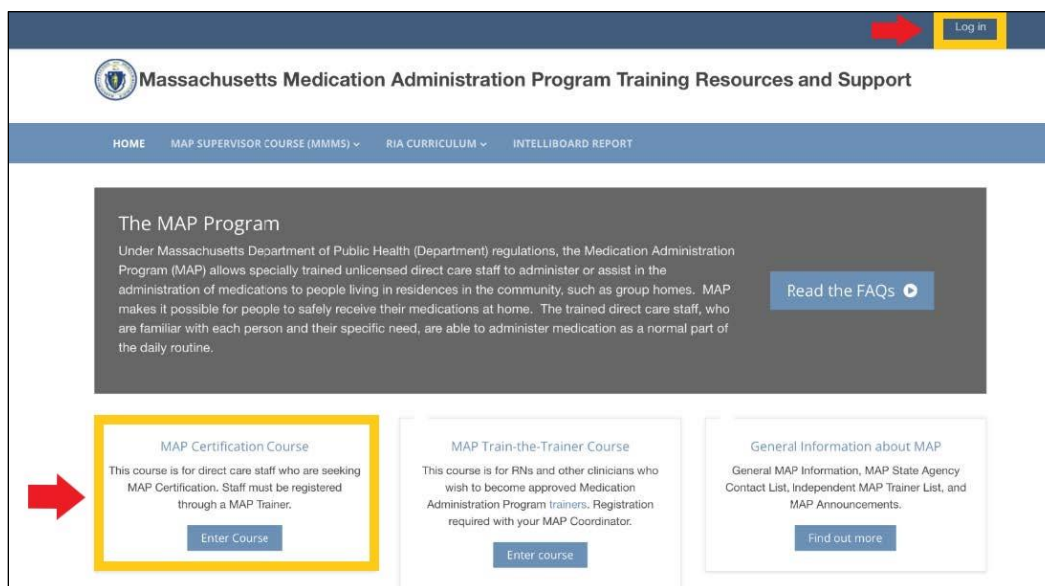 Log in
Massachusetts Medication Administration Program Training Resources and Support
HOME MAP SUPERVISOR COURSE (MMMS) RIA CURRICULUM INTELLIBOARD REPORT
The MAP Program
Under Massachusetts Department of Public Health (Department) regulations, the Medication Administration
Program (MAP) allows specially trained unlicensed direct care staff to administer or assist in the
administration of medications to people living in residences in the community, such as group homes. MAP
makes it possible for people to safely receive their medications at home. The trained direct care staff, who
are familiar with each person and their specific need, are able to administer medication as a normal part of
the daily routine.
Read the FAQs
MAP Certification Course
This course is for direct care staff who are seeking
MAP Certification. Staff must be registered
through a MAP Trainer.
Enter Course
MAP Train-the-Trainer Course
This course is for RNs and other clinicians who
wish to become approved Medication
Administration Program trainers. Registration
required with your MAP Coordinator.
Enter course
General Information about MAP
General MAP Information, MAP State Agency
Contact List, Independent MAP Trainer List, and
MAP Announcements.
Find out more